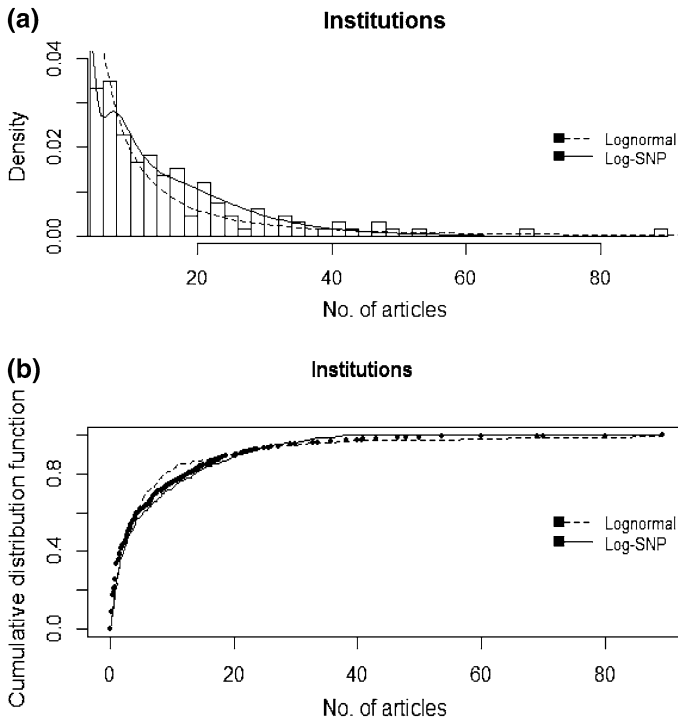 (a)
Institutions
Density
0.04
0.02
0.00
Lognormal
Log-SNP
20
40
60
80
No. of articles
(b)
Institutions
Cumulative distribution function
0.8
0.4
0.0
Lognormal
Log-SNP
0
20
40
60
80
No. of articles